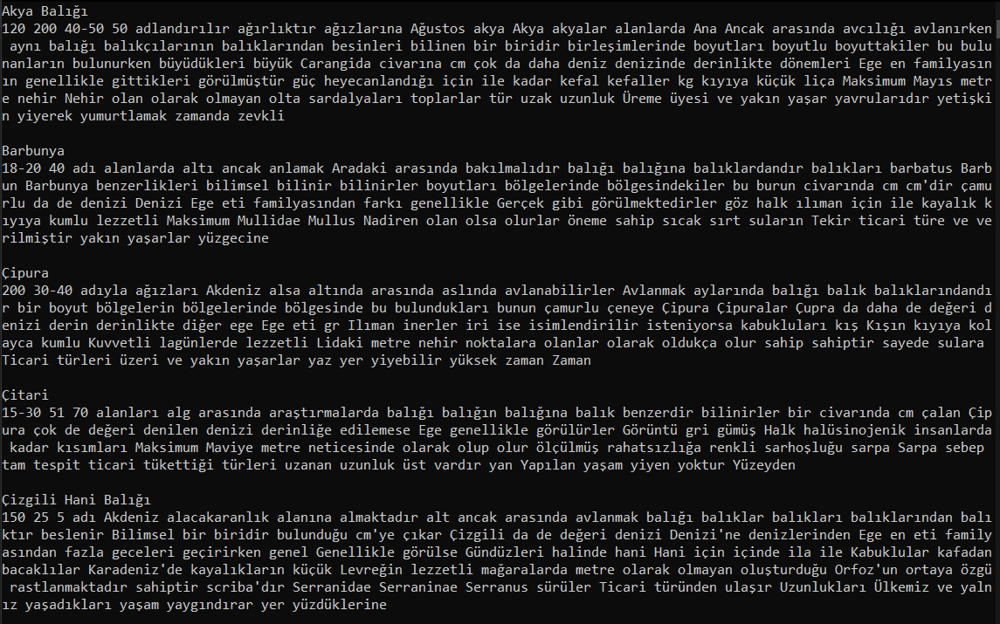 Akya Balığı
120 200 40-50 50 adlandırılır ağırlıktır ağızlarına Ağustos akya Akya akyalar alanlarda Ana Ancak arasında avcılığı avlanırken
 aynı balığı balıkçılarının balıklarından besinleri bilinen bir biridir birleşimlerinde boyutları boyutlu boyuttakiler bu bulu
nanların bulunurken büyüdükleri büyük Carangida civarına cm çok da daha deniz denizinde derinlikte dönemleri Ege en familyasın
ın genellikle gittikleri görülmüştür güç heyecanlandığı için ile kadar kefal kefaller kg kıyıya küçük liça Maksimum Mayıs metr
e nehir Nehir olan olarak olmayan olta sardalyaları toplarlar tür uzak uzunluk Üreme üyesi ve yakın yaşar yavrularıdır yetişki
n yiyerek yumurtlamak zamanda zevkli

Barbunya
18-20 40 adı alanlarda altı ancak anlamak Aradaki arasında bakılmalıdır balığı balığına balıklardandır balıkları barbatus Barb
un Barbunya benzerlikleri bilimsel bilinir bilinirler boyutları bölgelerinde bölgesindekiler bu burun civarında cm cm'dir çamu
rlu da de denizi Denizi Ege eti familyasından farkı genellikle Gerçek gibi görülmektedirler göz halk ılıman için ile kayalık k
ıyıya kumlu lezzetli Maksimum Mullidae Mullus Nadiren olan olsa olurlar öneme sahip sıcak sırt suların Tekir ticari türe ve ve
rilmiştir yakın yaşarlar yüzgecine

Çipura
200 30-40 adıyla ağızları Akdeniz alsa altında arasında aslında avlanabilirler Avlanmak aylarında balığı balık balıklarındandı
r bir boyut bölgelerin bölgelerinde bölgesinde bu bulundukları bunun çamurlu çeneye Çipura Çipuralar Çupra da daha de değeri d
enizi derin derinlikte diğer ege Ege eti gr Ilıman inerler iri ise isimlendirilir isteniyorsa kabukluları kış Kışın kıyıya kol
ayca kumlu Kuvvetli lagünlerde lezzetli Lidaki metre nehir noktalara olanlar olarak oldukça olur sahip sahiptir sayede sulara
Ticari türleri üzeri ve yakın yaşarlar yaz yer yiyebilir yüksek zaman Zaman

Çitari
15-30 51 70 alanları alg arasında araştırmalarda balığı balığın balığına balık benzerdir bilinirler bir civarında cm çalan Çip
ura çok de değeri denilen denizi derinliğe edilemese Ege genellikle görülürler Görüntü gri gümüş Halk halüsinojenik insanlarda
 kadar kısımları Maksimum Maviye metre neticesinde olarak olup olur ölçülmüş rahatsızlığa renkli sarhoşluğu sarpa Sarpa sebep
tam tespit ticari tükettiği türleri uzanan uzunluk üst vardır yan Yapılan yaşam yiyen yoktur Yüzeyden

Çizgili Hani Balığı
150 25 5 adı Akdeniz alacakaranlık alanına almaktadır alt ancak arasında avlanmak balığı balıklar balıkları balıklarından balı
ktır beslenir Bilimsel bir biridir bulunduğu cm'ye çıkar Çizgili da de değeri denizi Denizi'ne denizlerinden Ege en eti family
asından fazla geceleri geçirirken genel Genellikle görülse Gündüzleri halinde hani Hani için içinde ila ile Kabuklular kafadan
bacaklılar Karadeniz'de kayalıkların küçük Levreğin lezzetli mağaralarda metre olarak olmayan oluşturduğu Orfoz'un ortaya özgü
 rastlanmaktadır sahiptir scriba'dır Serranidae Serraninae Serranus sürüler Ticari türünden ulaşır Uzunlukları Ülkemiz ve yaln
ız yaşadıkları yaşam yaygındırar yer yüzdüklerine